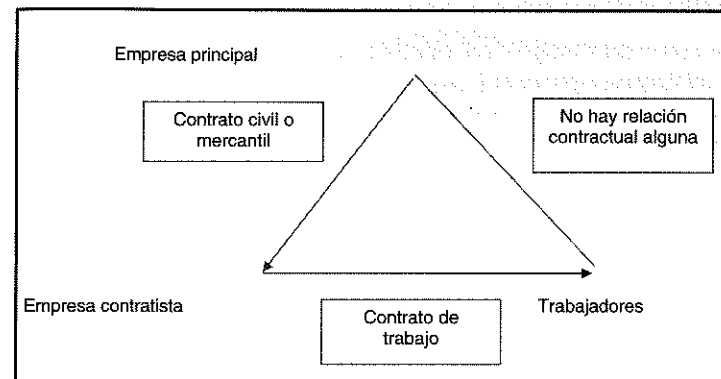 Empresa principal
Contrato civil o
mercantil
No hay relación
contractual alguna
Empresa contratista
Trabajadores
Contrato de
trabajo